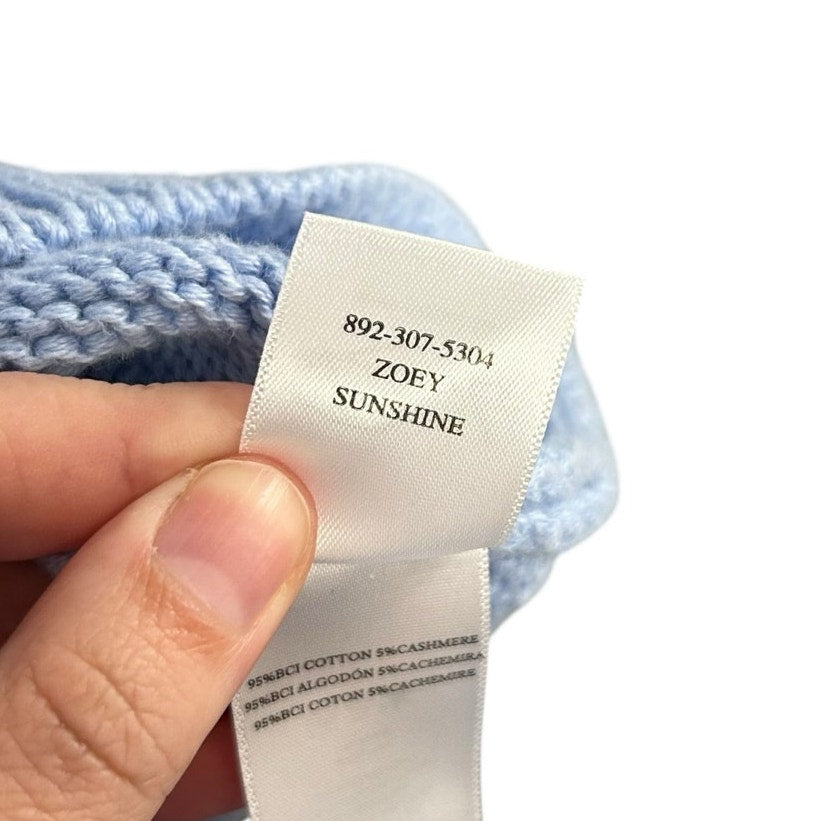 892-307-5304
ZOEY
SUNSHINE
95%BCI COTTON 5%CASHMERE
95%BCI ALGODÓN 5%CACHEMIRA
95%BCI COTON 5%CACHEMIRE